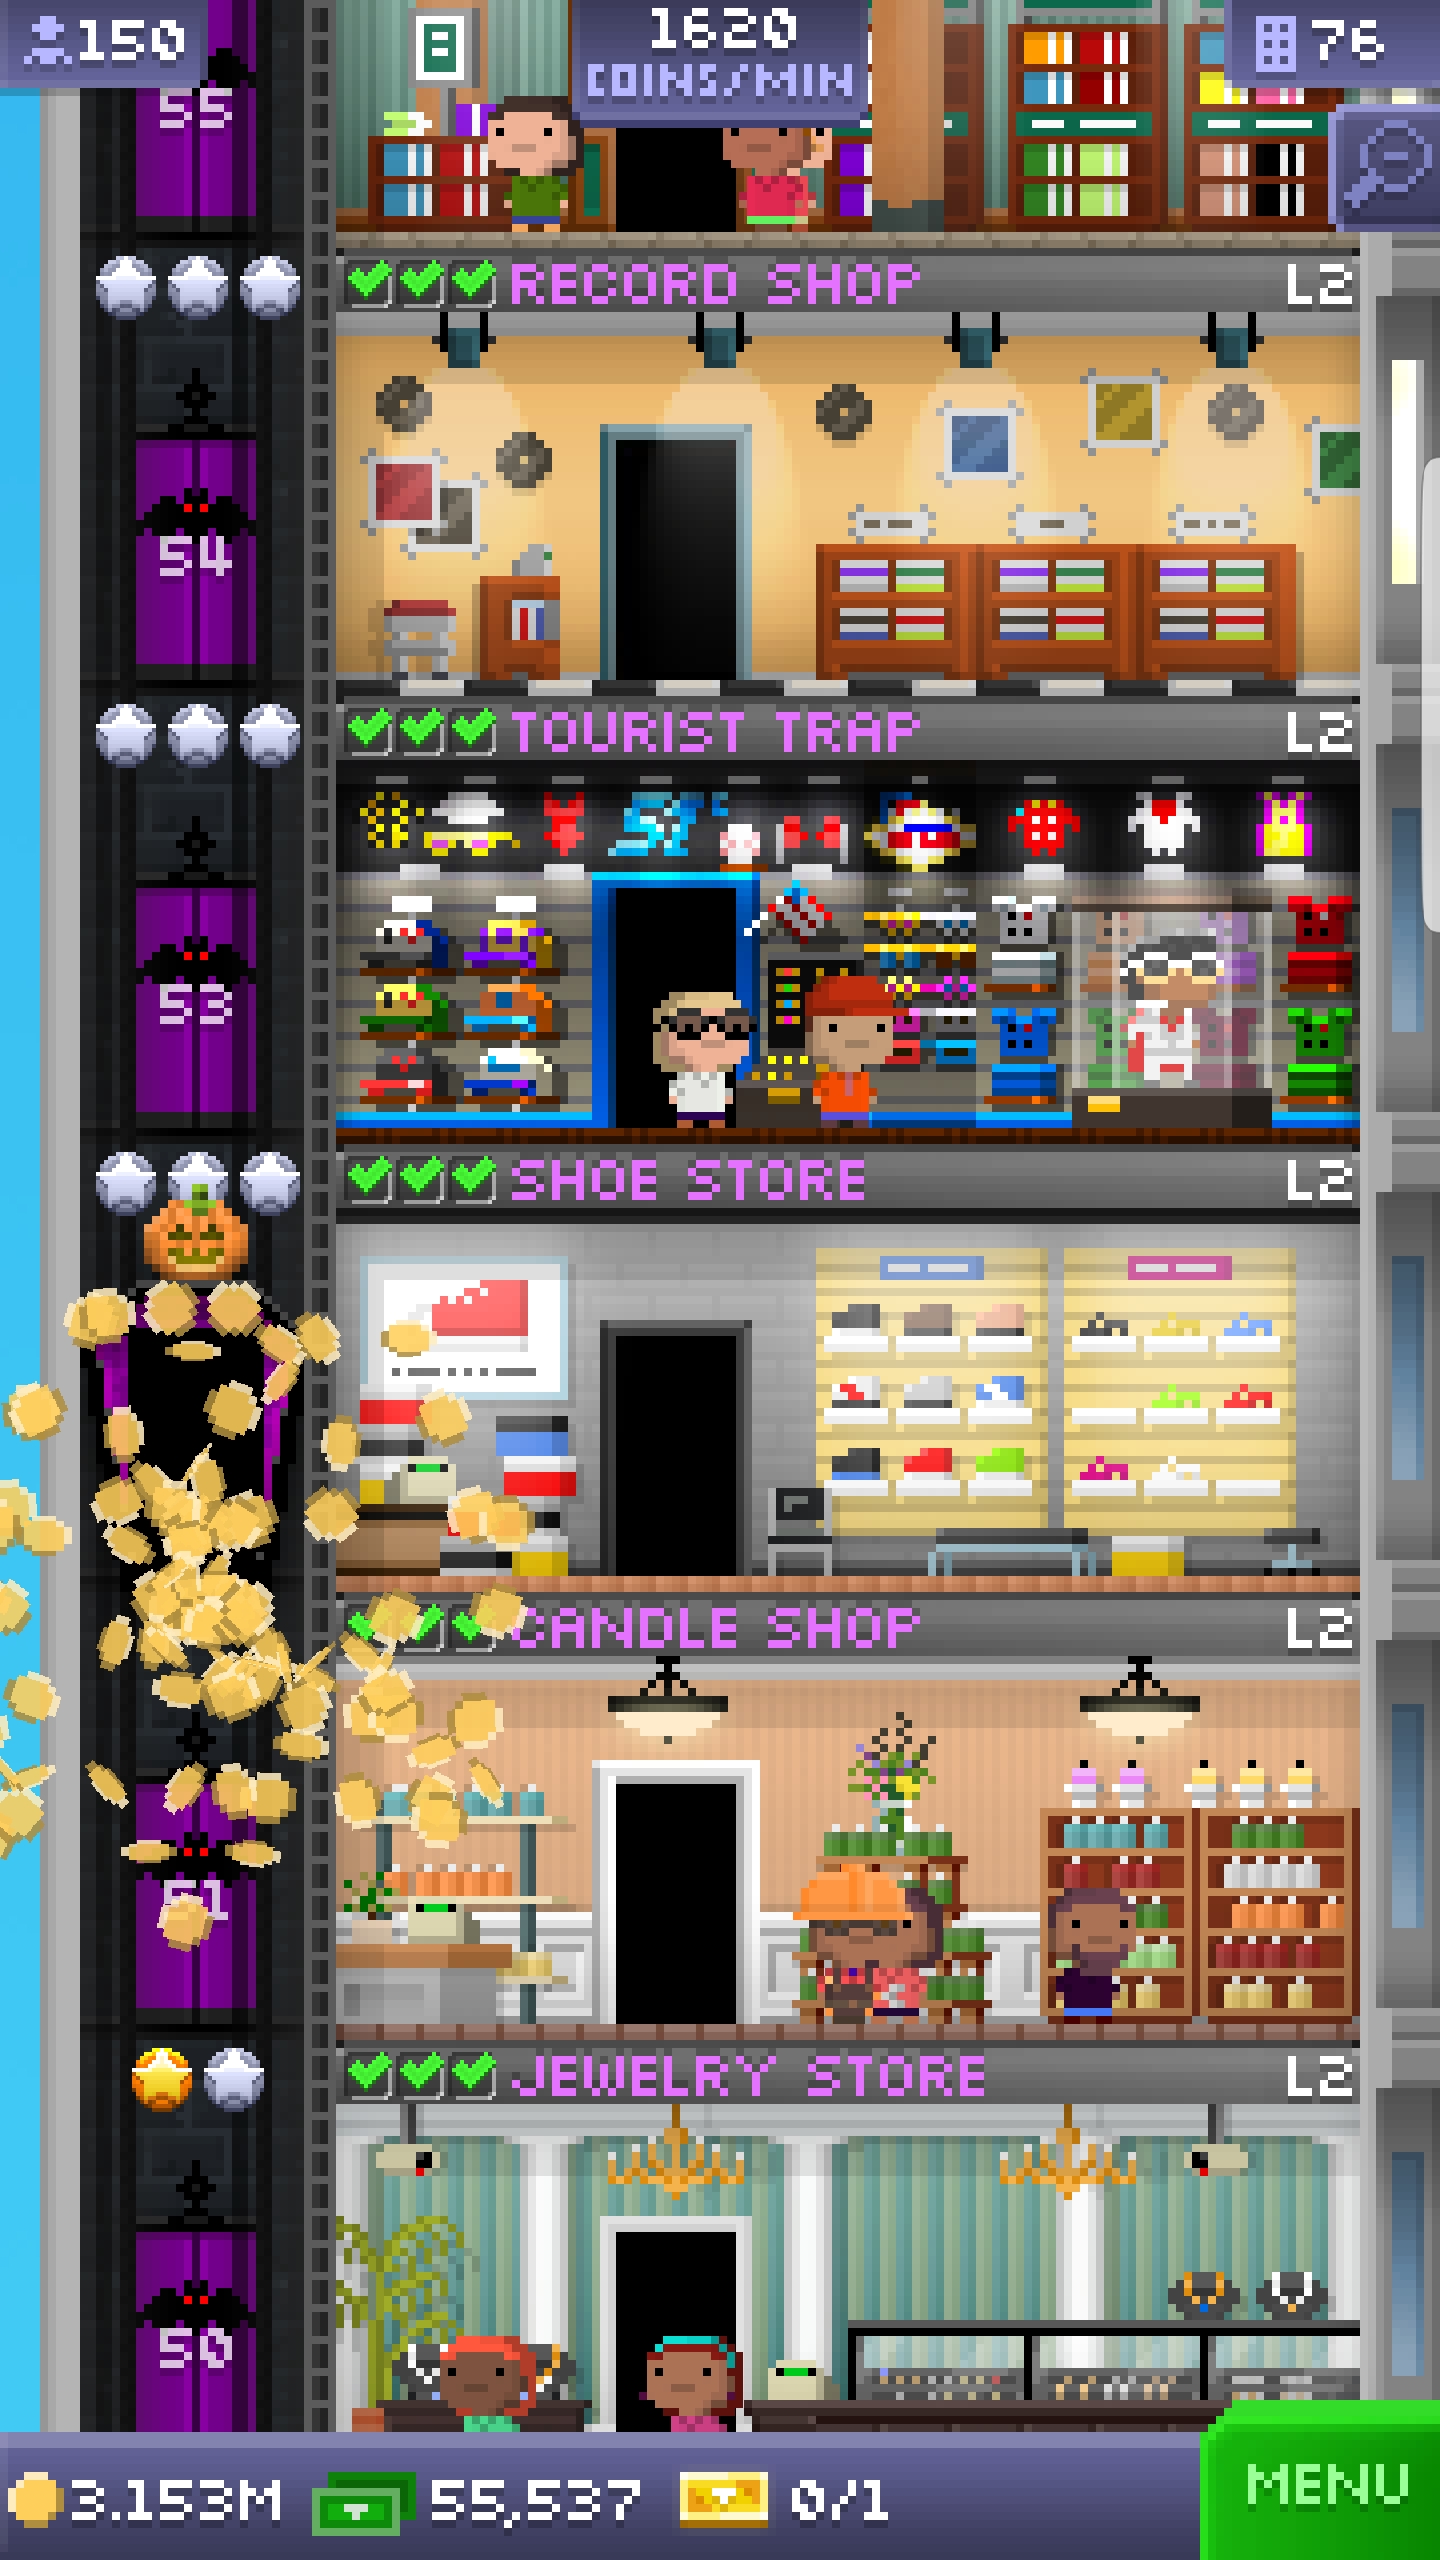 150
1620
COINS/MIN
76
55
RECORD SHOP
L2
54
TOURIST TRAP
L2
53
SHOE STORE
L2
CANDLE SHOP
L2
51
JEWELRY STORE
L2
50
3.153M
55,537
0/1
MENU